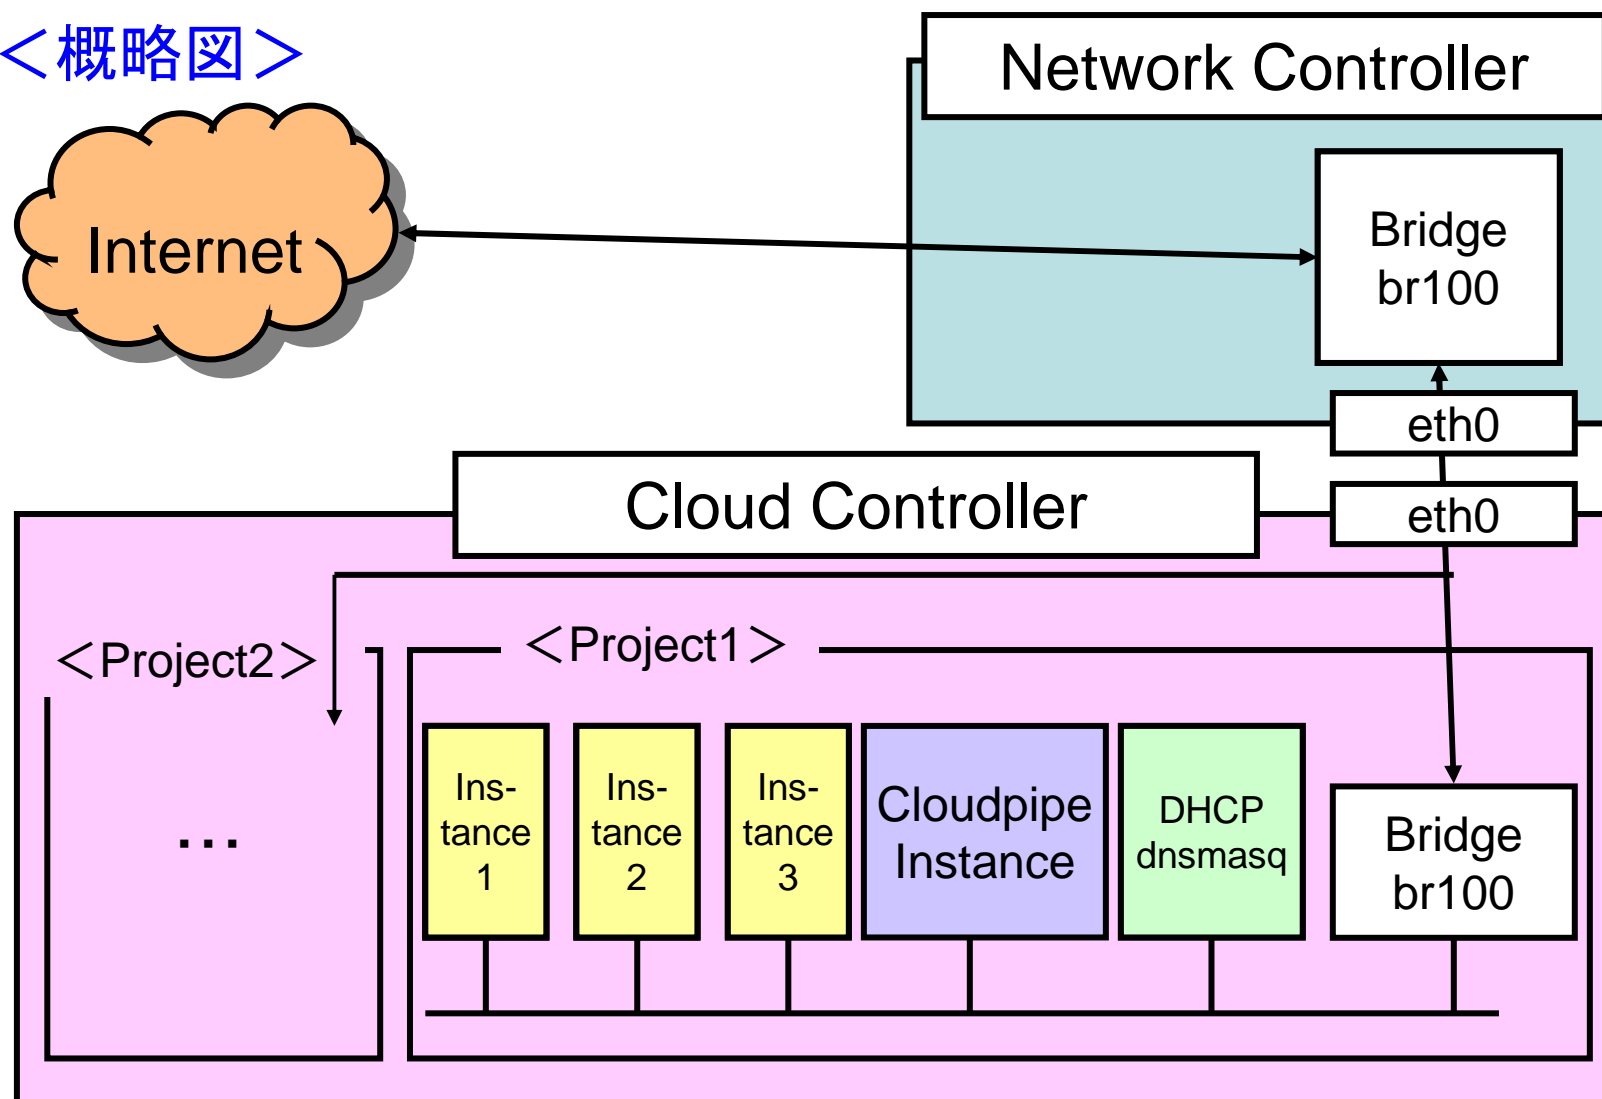 ＜概略図＞
Network Controller
Internet
Bridge
br100
eth0
Cloud Controller
eth0
＜Project2＞
＜Project1＞
…
Ins-
tance
1
Ins-
tance
2
Ins-
tance
3
Cloudpipe
Instance
DHCP
dnsmasq
Bridge
br100